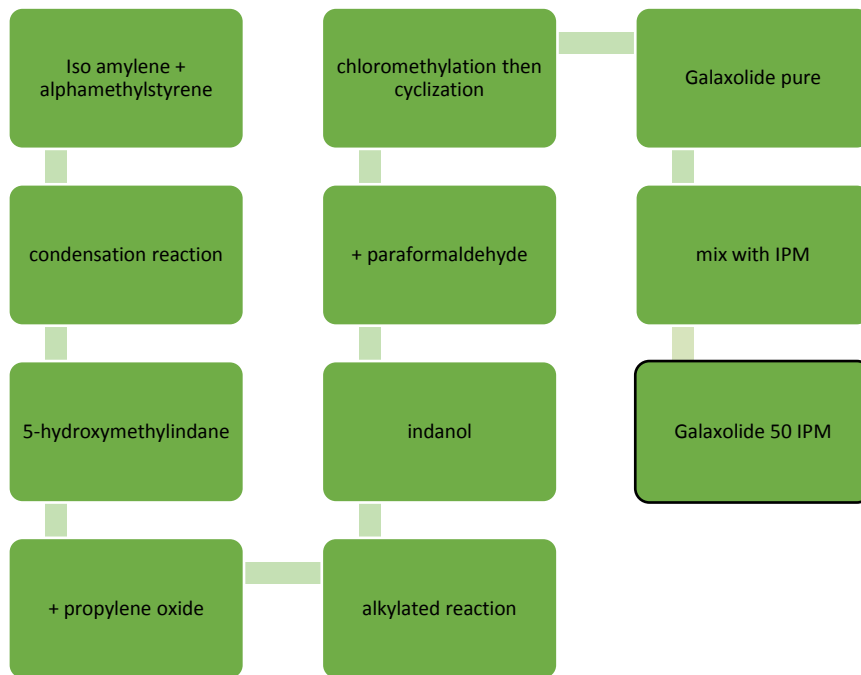 Iso amylene +
alphamethylstyrene
condensation reaction
5-hydroxymethylindane
+ propylene oxide
alkylated reaction
indanol
+ paraformaldehyde
chloromethylation then
cyclization
Galaxolide pure
mix with IPM
Galaxolide 50 IPM